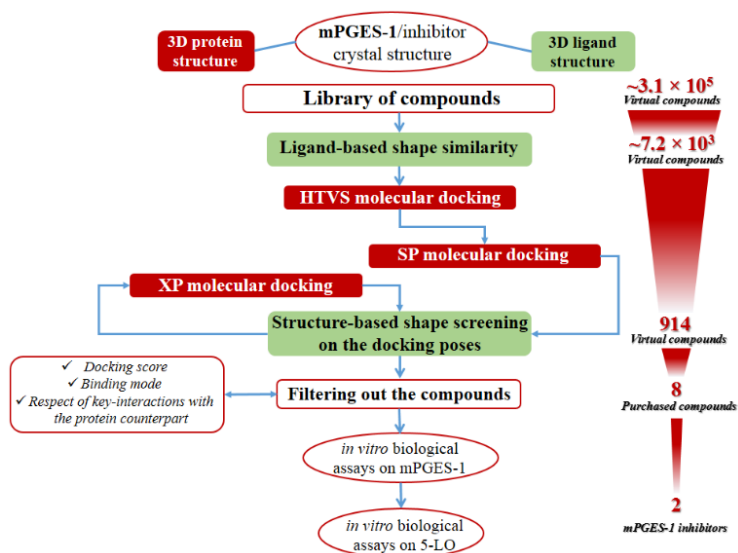 3D protein
structure
mPGES-1/inhibitor
crystal structure
3D ligand
structure
Library of compounds
~3.1 × 10⁵
Virtual compounds
Ligand-based shape similarity
~7.2 × 10³
Virtual compounds
HTVS molecular docking
SP molecular docking
XP molecular docking
Structure-based shape screening
on the docking poses
914
Virtual compounds
✓ Docking score
✓ Binding mode
✓ Respect of key-interactions with
the protein counterpart
Filtering out the compounds
8
Purchased compounds
in vitro biological
assays on mPGES-1
2
mPGES-1 inhibitors
in vitro biological
assays on 5-LO